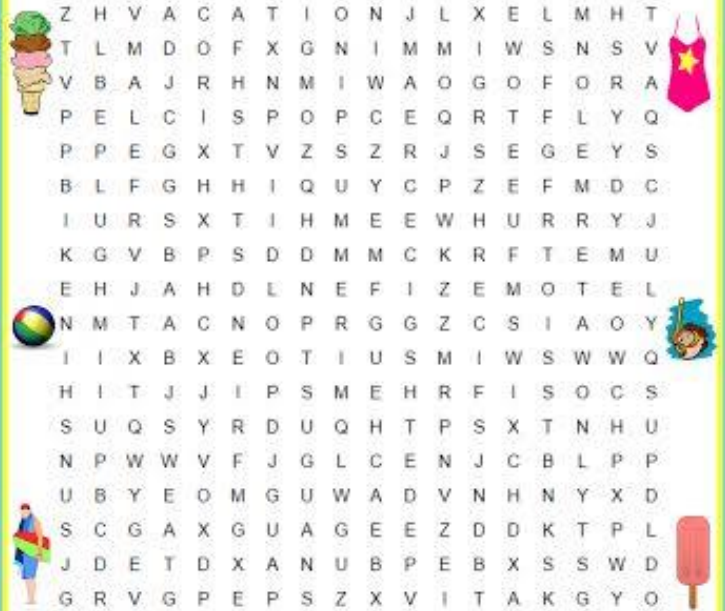 Z H V A C A T I O N J L X E L M H T
T L M D O F X G N I M M I W S N S V
V B A J R H N M I W A O G O F O R A
P E L C I S P O P C E Q R T F L Y Q
P P E G X T V Z S Z R J S E G E Y S
B L F G H H I Q U Y C P Z E F M D C
I U R S X T I H M E E W H U R R Y J
K G V B P S D D M M C K R F T E M U
E H J A H D L N E F I Z E M O T E L
N M T A C N O P R G G Z C S I A O Y
I I X B X E O T I U S M I W S W W Q
H I T J J I P S M E H R F I S O C S
S U Q S Y R D U Q H T P S X T N H U
N P W W V F J G L C E N J C B L P P
U B Y E O M G U W A D V N H N Y X D
S C G A X G U A G E E Z D D K T P L
J D E T D X A N U B P E B X S S W D
G R V G P E P S Z X V I T A K G Y O